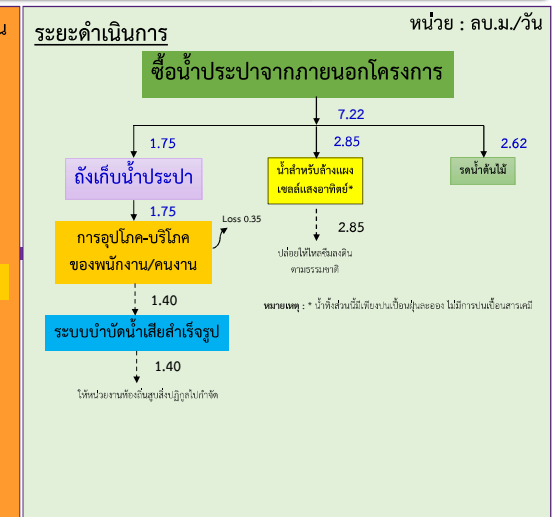 น
ระยะดำเนินการ
หน่วย : ลบ.ม./วัน
ซื้อน้ำประปาจากภายนอกโครงการ
7.22
1.75
2.85
2.62
ถังเก็บน้ำประปา
น้ำสำหรับล้างแผง
เซลล์แสงอาทิตย์*
รดน้ำต้นไม้
1.75
Loss 0.35
2.85
การอุปโภค-บริโภค
ของพนักงาน/คนงาน
ปล่อยให้ไหลซึมลงดิน
ตามธรรมชาติ
1.40
หมายเหตุ : * น้ำทิ้งส่วนนี้มีเพียงปนเปื้อนฝุ่นละออง ไม่มีการปนเปื้อนสารเคมี
ระบบบำบัดน้ำเสียสำเร็จรูป
1.40
ให้หน่วยงานท้องถิ่นสูบสิ่งปฏิกูลไปกำจัด